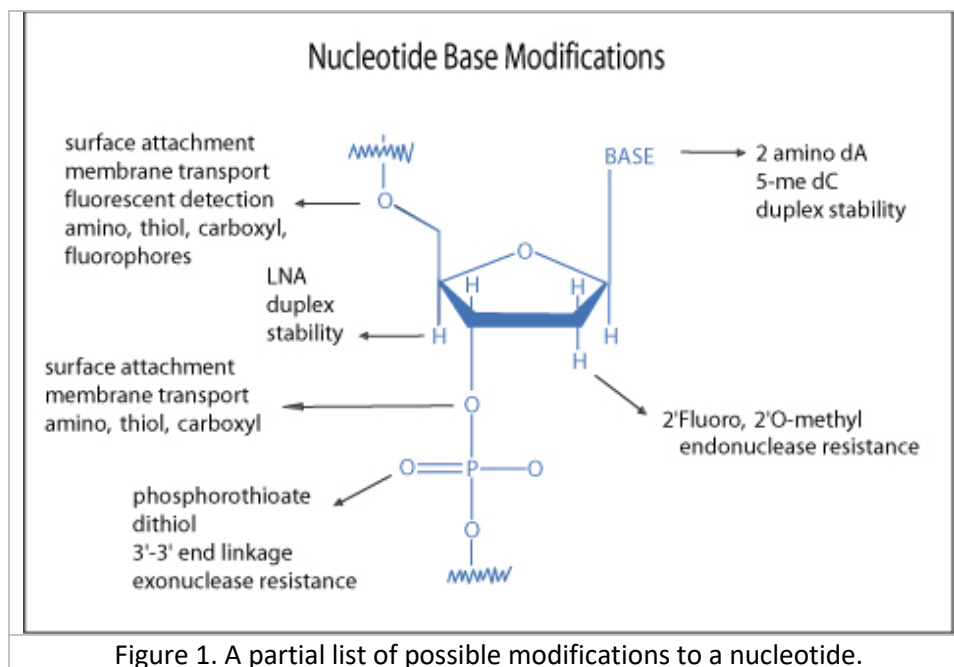 Nucleotide Base Modifications
surface attachment
membrane transport
fluorescent detection
amino, thiol, carboxyl,
fluorophores
O
BASE
2 amino dA
5-me dC
duplex stability
O
H
H
LNA
duplex
stability
H
H
H
surface attachment
membrane transport
amino, thiol, carboxyl
O
2'Fluoro, 2'O-methyl
endonuclease resistance
O
P
O
phosphorothioate
dithiol
3'-3' end linkage
exonuclease resistance
O
Figure 1. A partial list of possible modifications to a nucleotide.